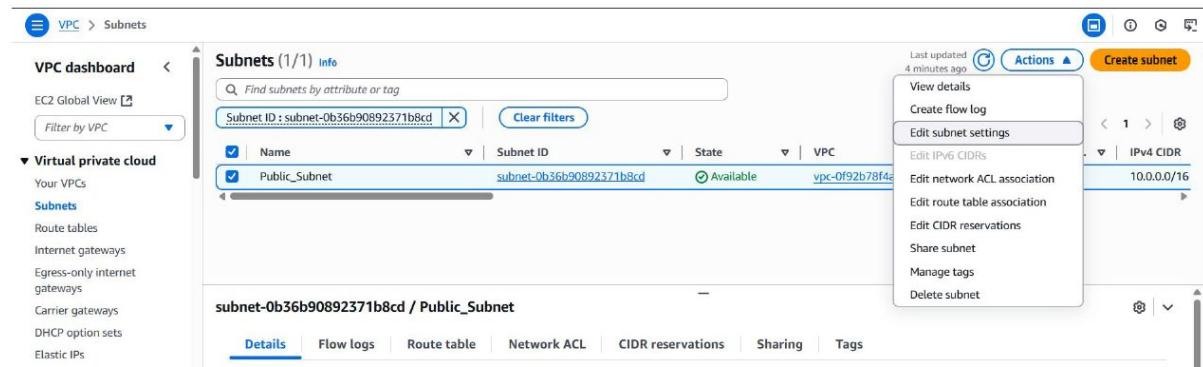 VPC > Subnets
VPC dashboard
EC2 Global View
Filter by VPC
Virtual private cloud
Your VPCs
Subnets
Route tables
Internet gateways
Egress-only internet
gateways
Carrier gateways
DHCP option sets
Elastic IPs
Subnets (1/1) Info
Last updated
4 minutes ago
Actions
Create subnet
Find subnets by attribute or tag
Subnet ID : subnet-0b36b90892371b8cd
Clear filters
1
Name Subnet ID State VPC IPv4 CIDR
Public_Subnet subnet-0b36b90892371b8cd Available vpc-0f92b78f4 10.0.0.0/16
View details
Create flow log
Edit subnet settings
Edit IPv6 CIDRs
Edit network ACL association
Edit route table association
Edit CIDR reservations
Share subnet
Manage tags
Delete subnet
subnet-0b36b90892371b8cd / Public_Subnet
Details Flow logs Route table Network ACL CIDR reservations Sharing Tags